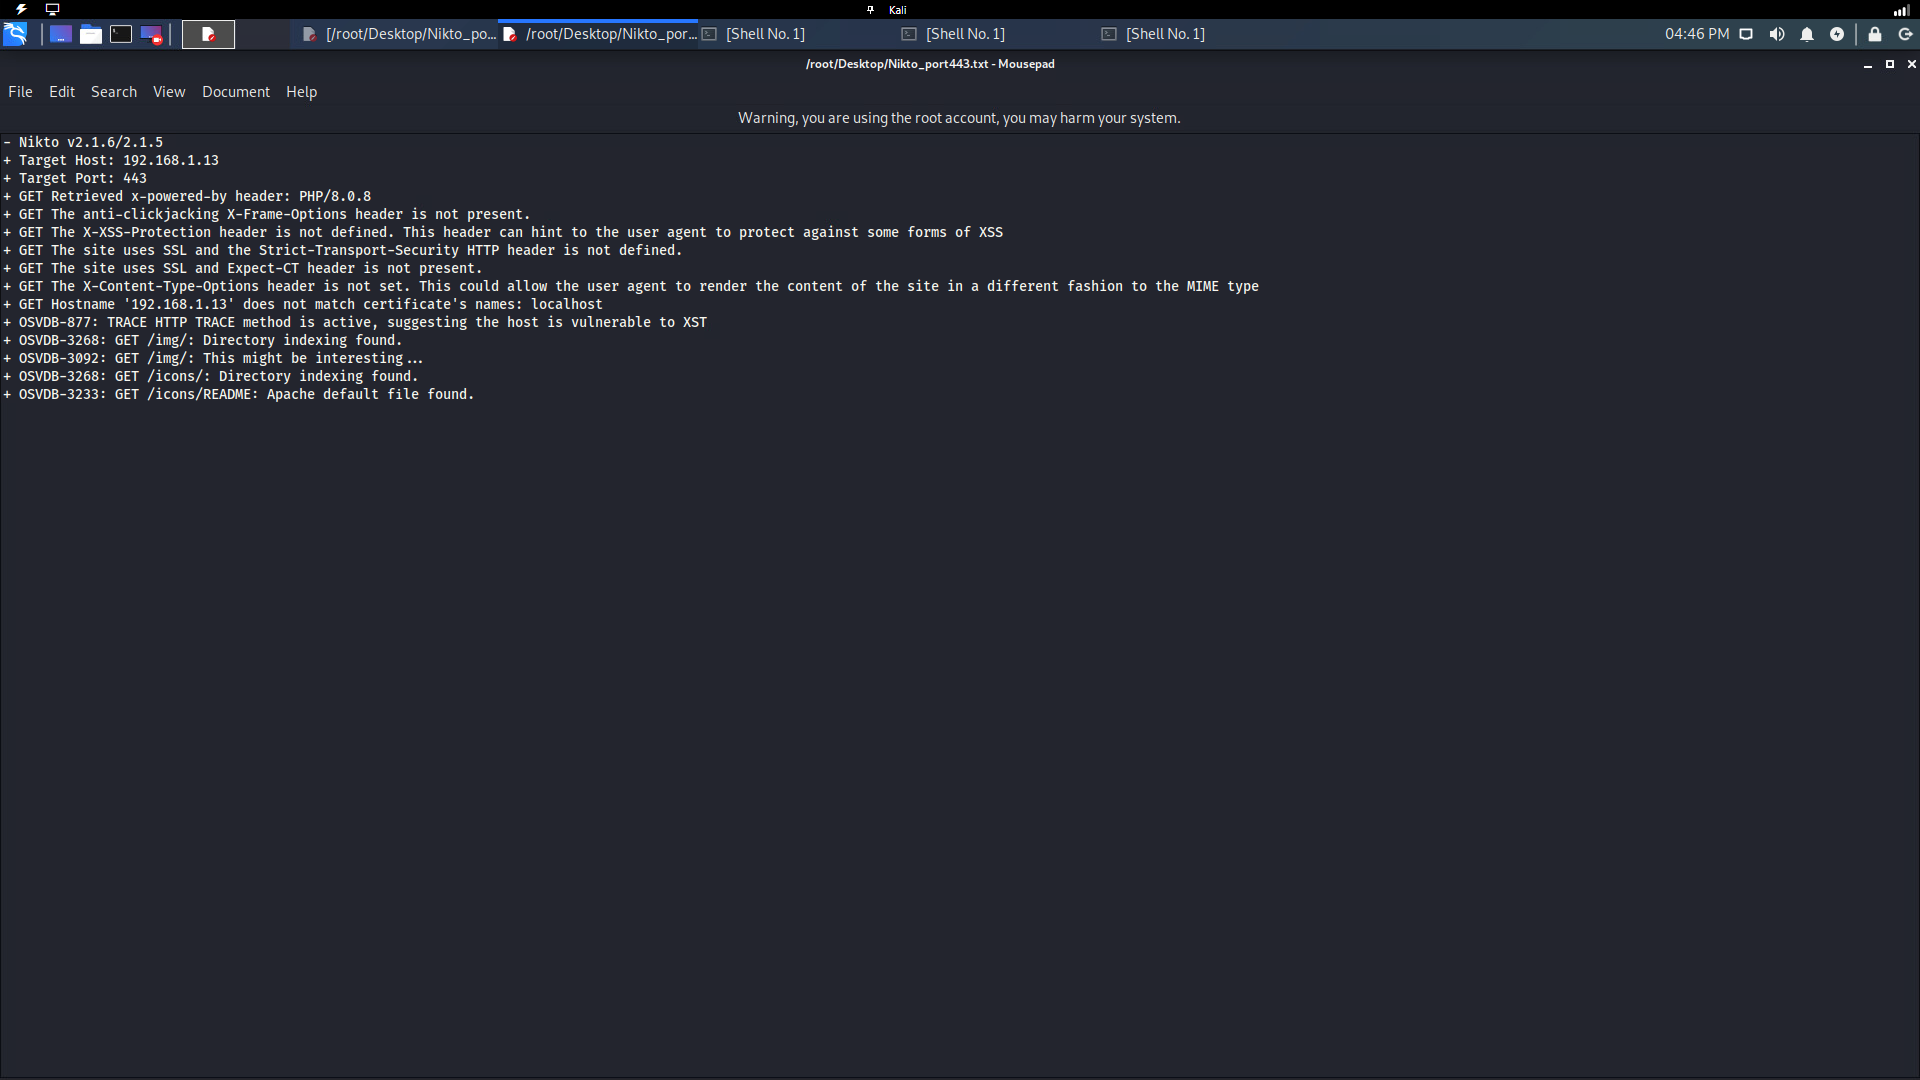 Kali
[/root/Desktop/Nikto_po... /root/Desktop/Nikto_por... [Shell No. 1] [Shell No. 1] [Shell No. 1] 04:46 PM
/root/Desktop/Nikto_port443.txt - Mousepad
File Edit Search View Document Help
Warning, you are using the root account, you may harm your system.
- Nikto v2.1.6/2.1.5
+ Target Host: 192.168.1.13
+ Target Port: 443
+ GET Retrieved x-powered-by header: PHP/8.0.8
+ GET The anti-clickjacking X-Frame-Options header is not present.
+ GET The X-XSS-Protection header is not defined. This header can hint to the user agent to protect against some forms of XSS
+ GET The site uses SSL and the Strict-Transport-Security HTTP header is not defined.
+ GET The site uses SSL and Expect-CT header is not present.
+ GET The X-Content-Type-Options header is not set. This could allow the user agent to render the content of the site in a different fashion to the MIME type
+ GET Hostname '192.168.1.13' does not match certificate's names: localhost
+ OSVDB-877: TRACE HTTP TRACE method is active, suggesting the host is vulnerable to XST
+ OSVDB-3268: GET /img/: Directory indexing found.
+ OSVDB-3092: GET /img/: This might be interesting...
+ OSVDB-3268: GET /icons/: Directory indexing found.
+ OSVDB-3233: GET /icons/README: Apache default file found.